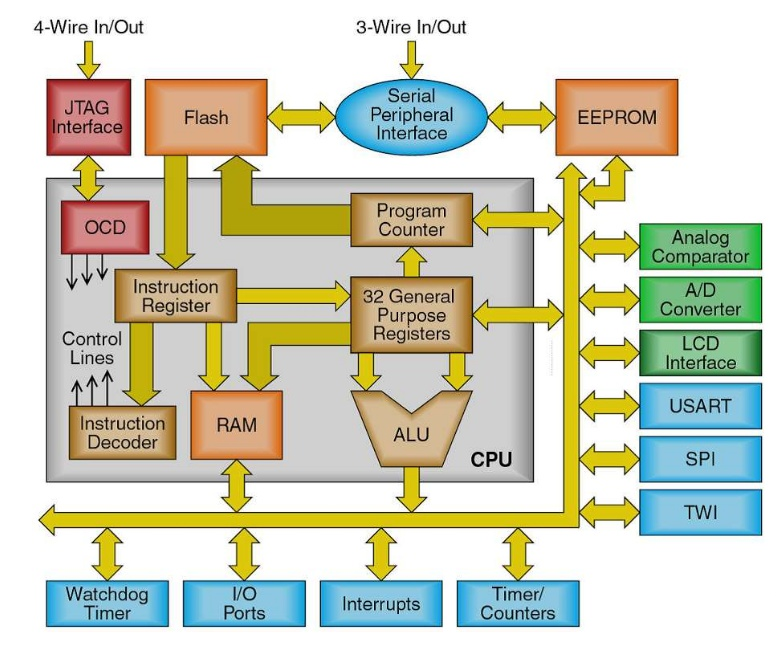 4-Wire In/Out
3-Wire In/Out
JTAG
Interface
Flash
Serial
Peripheral
Interface
EEPROM
OCD
Program
Counter
Analog
Comparator
Instruction
Register
32 General
Purpose
Registers
A/D
Converter
Control
Lines
LCD
Interface
Instruction
Decoder
RAM
ALU
CPU
USART
SPI
TWI
Watchdog
Timer
I/O
Ports
Interrupts
Timer/
Counters